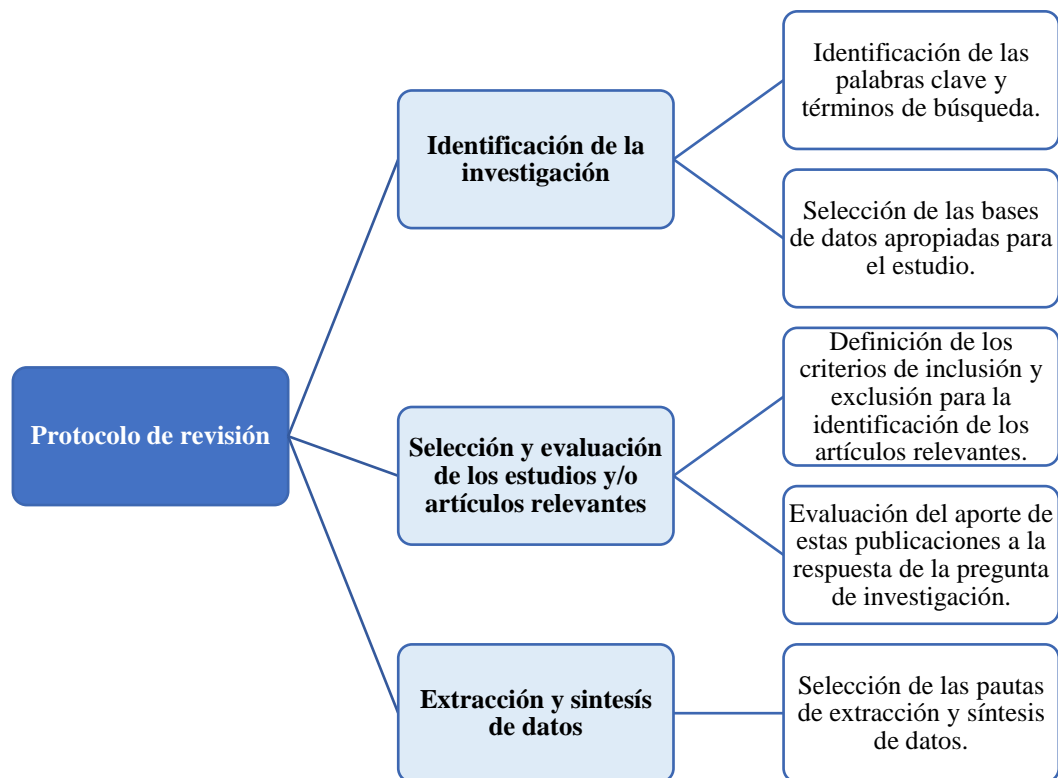 Protocolo de revisión
Identificación de la
investigación
Identificación de las
palabras clave y
términos de búsqueda.
Selección de las bases
de datos apropiadas para
el estudio.
Selección y evaluación
de los estudios y/o
artículos relevantes
Definición de los
criterios de inclusión y
exclusión para la
identificación de los
artículos relevantes.
Evaluación del aporte de
estas publicaciones a la
respuesta de la pregunta
de investigación.
Extracción y sintesís
de datos
Selección de las pautas
de extracción y síntesis
de datos.